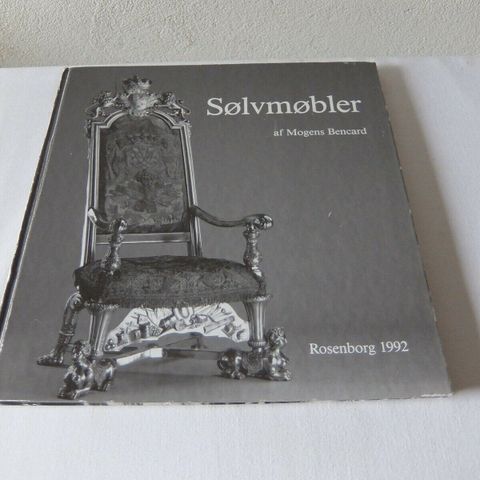 Sølvmøbler
af Mogens Bencard
Rosenborg 1992